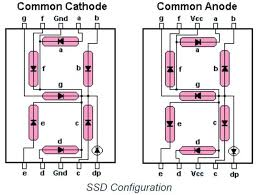 Common Cathode Common Anode
g f Gnd a b g f Vcc a b
a a
f b f b
g g
e c e c
d d
e d Gnd c dp e d Vcc c dp
SSD Configuration